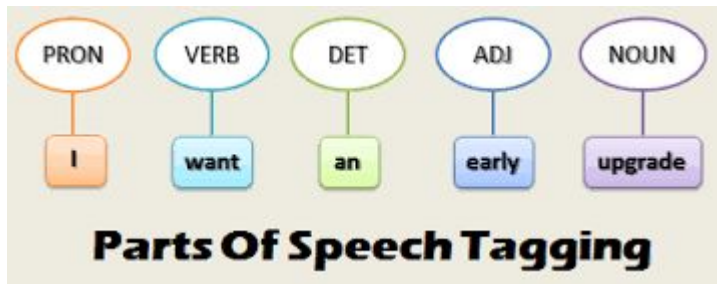 PRON VERB DET ADJ NOUN
I want an early upgrade
Parts Of Speech Tagging